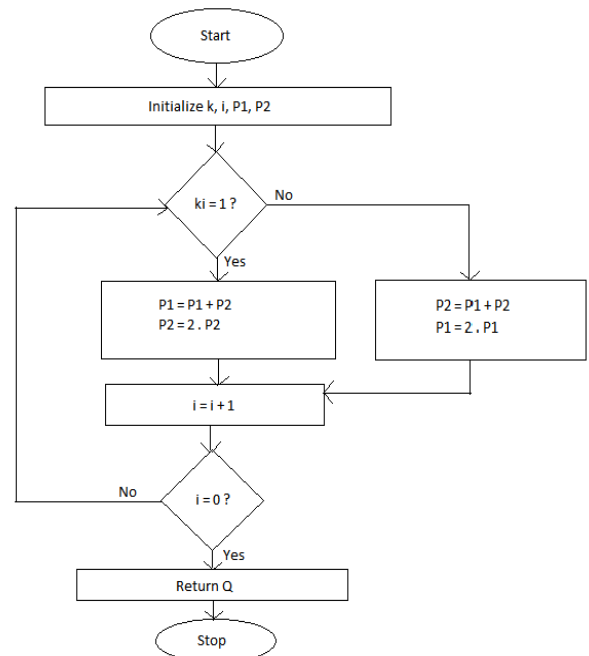 Start
Initialize k, i, P1, P2
ki = 1 ?
No
Yes
P1 = P1 + P2
P2 = 2 . P2
P2 = P1 + P2
P1 = 2 . P1
i = i + 1
i = 0 ?
No
Yes
Return Q
Stop